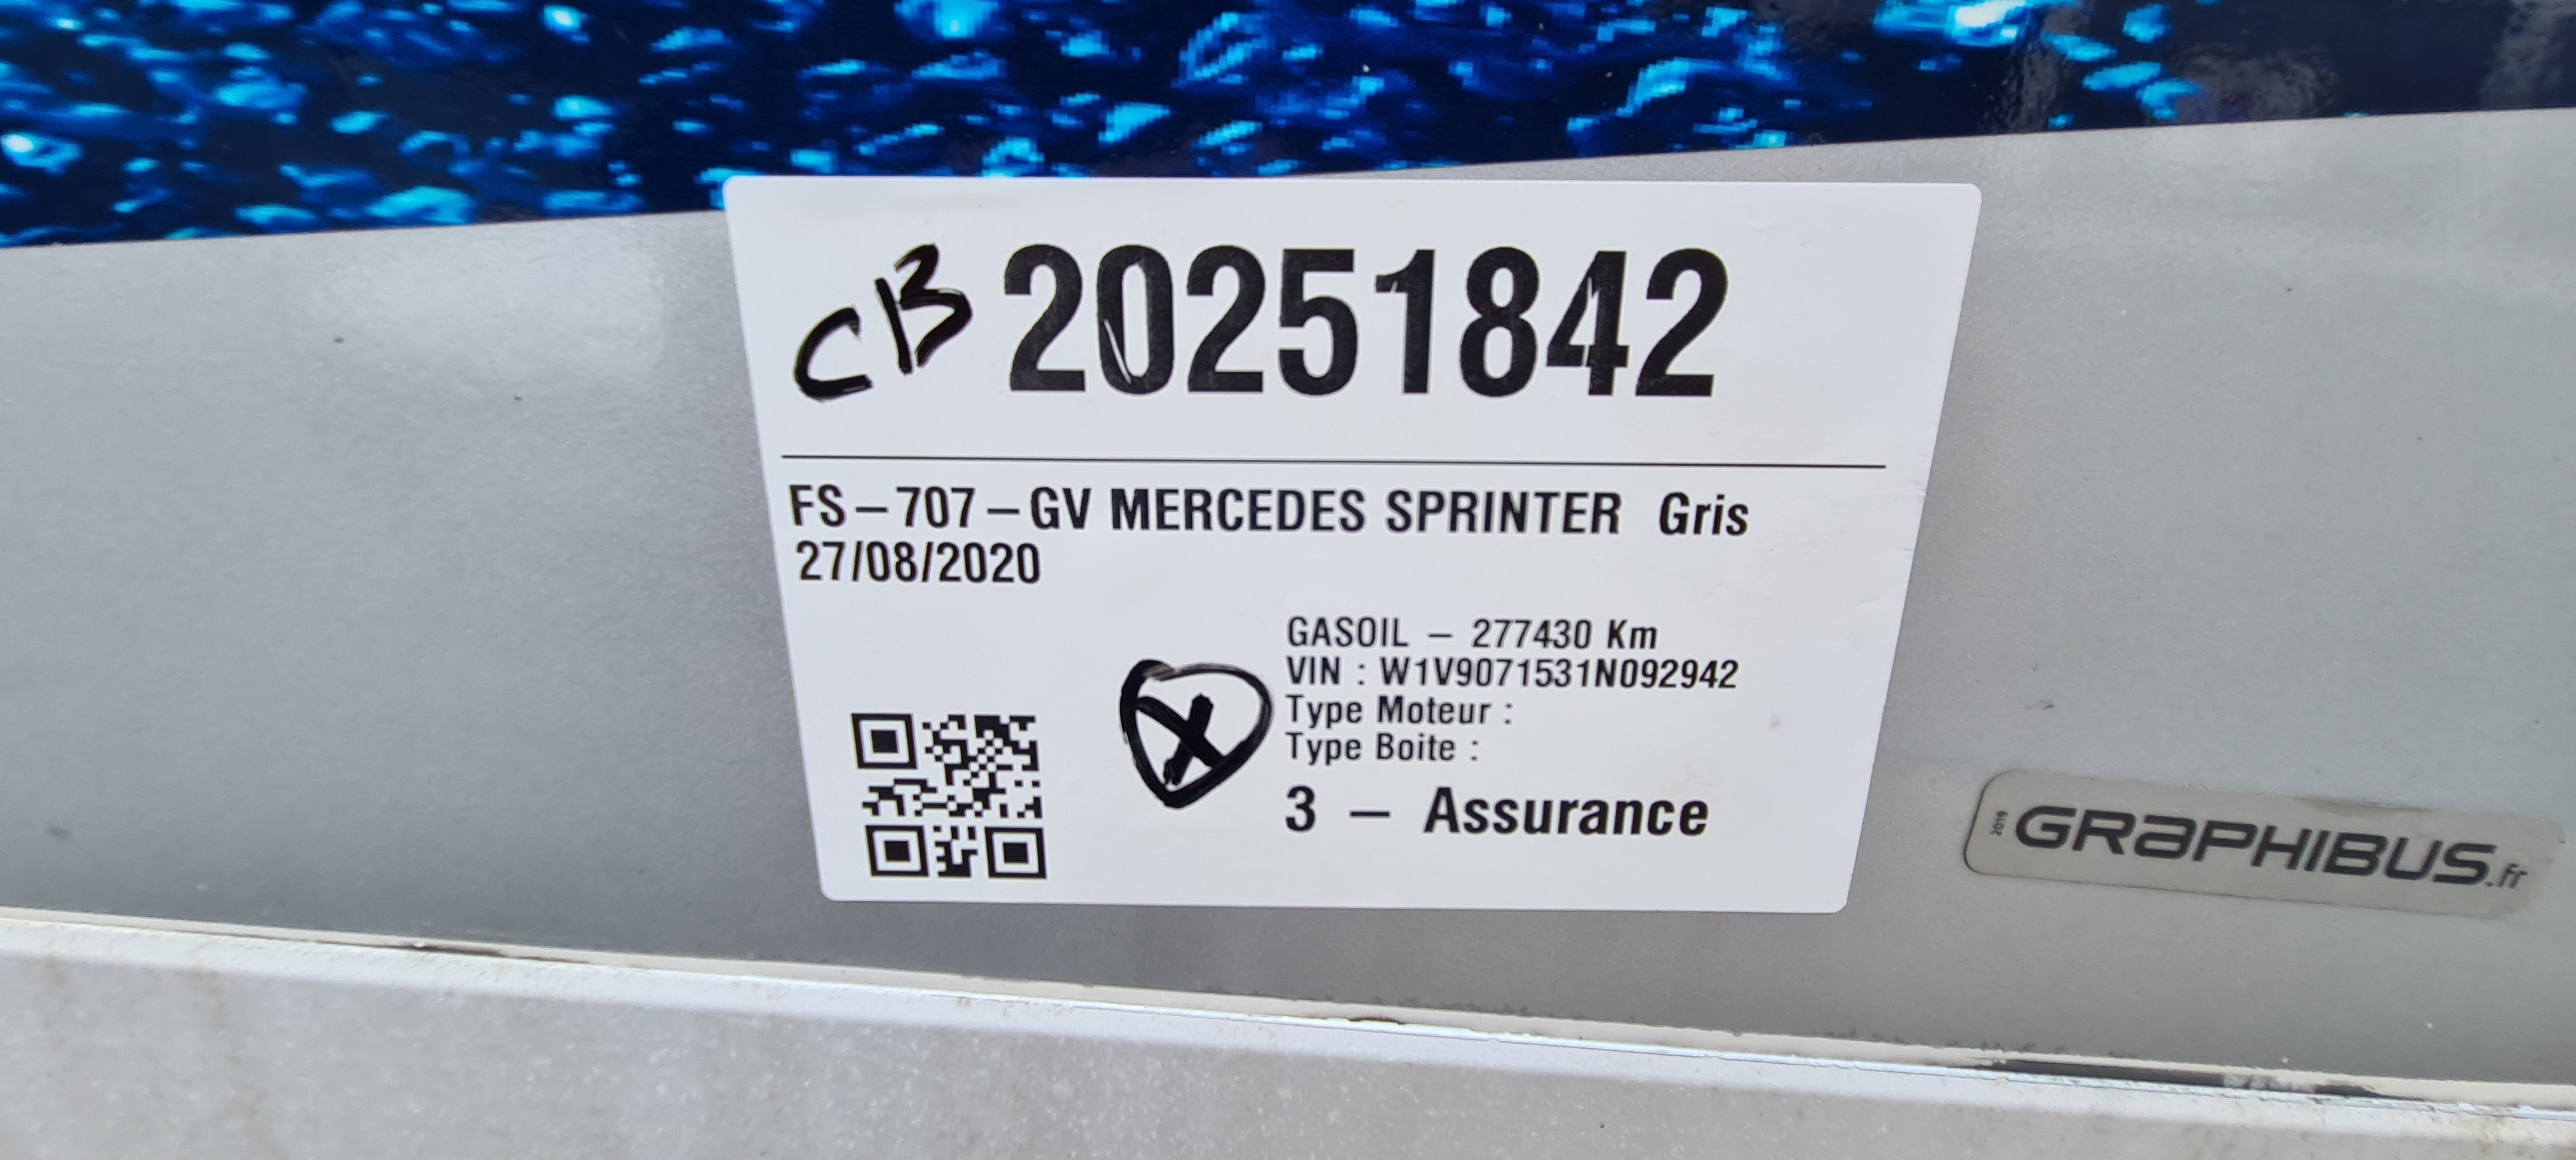 CB 20251842
FS-707-GV MERCEDES SPRINTER Gris
27/08/2020
GASOIL - 277430 Km
VIN : W1V9071531N092942
Type Moteur :
Type Boite :
X
3 - Assurance
2019 GRAPHIBUS.fr